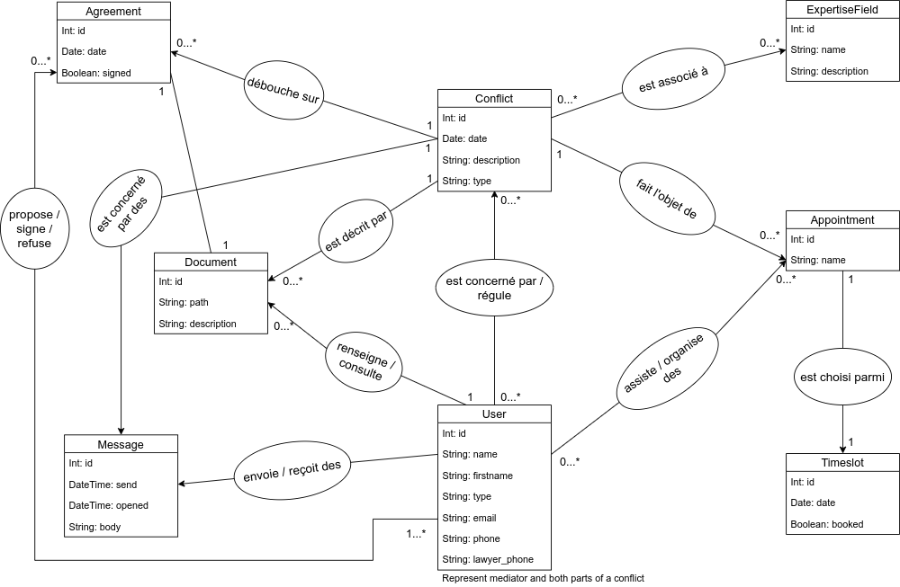 Agreement
Int: id
Date: date
Boolean: signed
ExpertiseField
Int: id
String: name
String: description
0...*
0...*
0...*
1
débouche sur
est associé à
0...*
Conflict
Int: id
Date: date
String: description
String: type
1
1
1
1
est concerné
par des
propose /
signe /
refuse
fait l'objet de
0...*
est décrit par
0...*
Appointment
Int: id
String: name
1
Document
Int: id
String: path
String: description
0...*
0...*
0...*
1
est concerné par /
régule
renseigne /
consulte
assiste / organise
des
est choisi parmi
1
0...*
User
Int: id
String: name
String: firstname
String: type
String: email
String: phone
String: lawyer_phone
Represent mediator and both parts of a conflict
Message
Int: id
DateTime: send
DateTime: opened
String: body
envoie / reçoit des
0...*
1
Timeslot
Int: id
Date: date
Boolean: booked
1...*